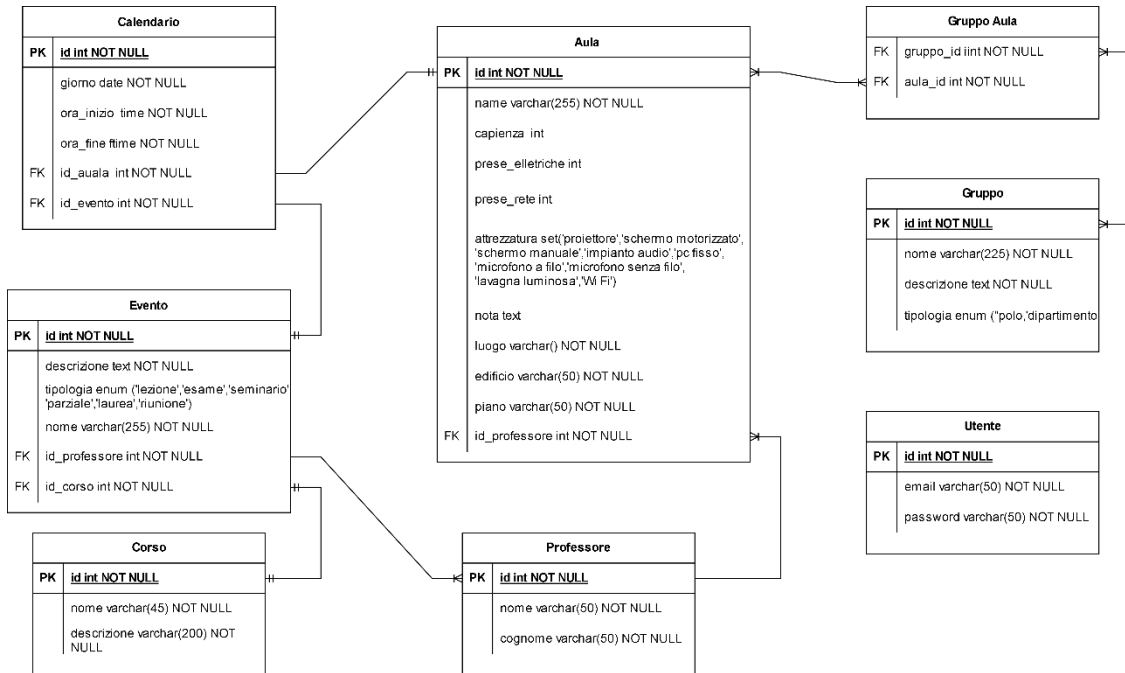 Calendario
PK id int NOT NULL
giorno date NOT NULL
ora_inizio time NOT NULL
ora_fine ftime NOT NULL
FK id_auala int NOT NULL
FK id_evento int NOT NULL
Evento
PK id int NOT NULL
descrizione text NOT NULL
tipologia enum ('lezione','esame','seminario'
'parziale','laurea','riunione')
nome varchar(255) NOT NULL
FK id_professore int NOT NULL
FK id_corso int NOT NULL
Corso
PK id int NOT NULL
nome varchar(45) NOT NULL
descrizione varchar(200) NOT
NULL
Aula
PK id int NOT NULL
name varchar(255) NOT NULL
capienza int
prese_elletriche int
prese_rete int
attrezzatura set('proiettore','schermo motorizzato',
'schermo manuale','impianto audio','pc fisso',
'microfono a filo','microfono senza filo',
'lavagna luminosa','Wi Fi')
nota text
luogo varchar() NOT NULL
edificio varchar(50) NOT NULL
piano varchar(50) NOT NULL
FK id_professore int NOT NULL
Professore
PK id int NOT NULL
nome varchar(50) NOT NULL
cognome varchar(50) NOT NULL
Gruppo Aula
FK gruppo_id iint NOT NULL
FK aula_id int NOT NULL
Gruppo
PK id int NOT NULL
nome varchar(225) NOT NULL
descrizione text NOT NULL
tipologia enum ("polo,'dipartimento
Utente
PK id int NOT NULL
email varchar(50) NOT NULL
password varchar(50) NOT NULL